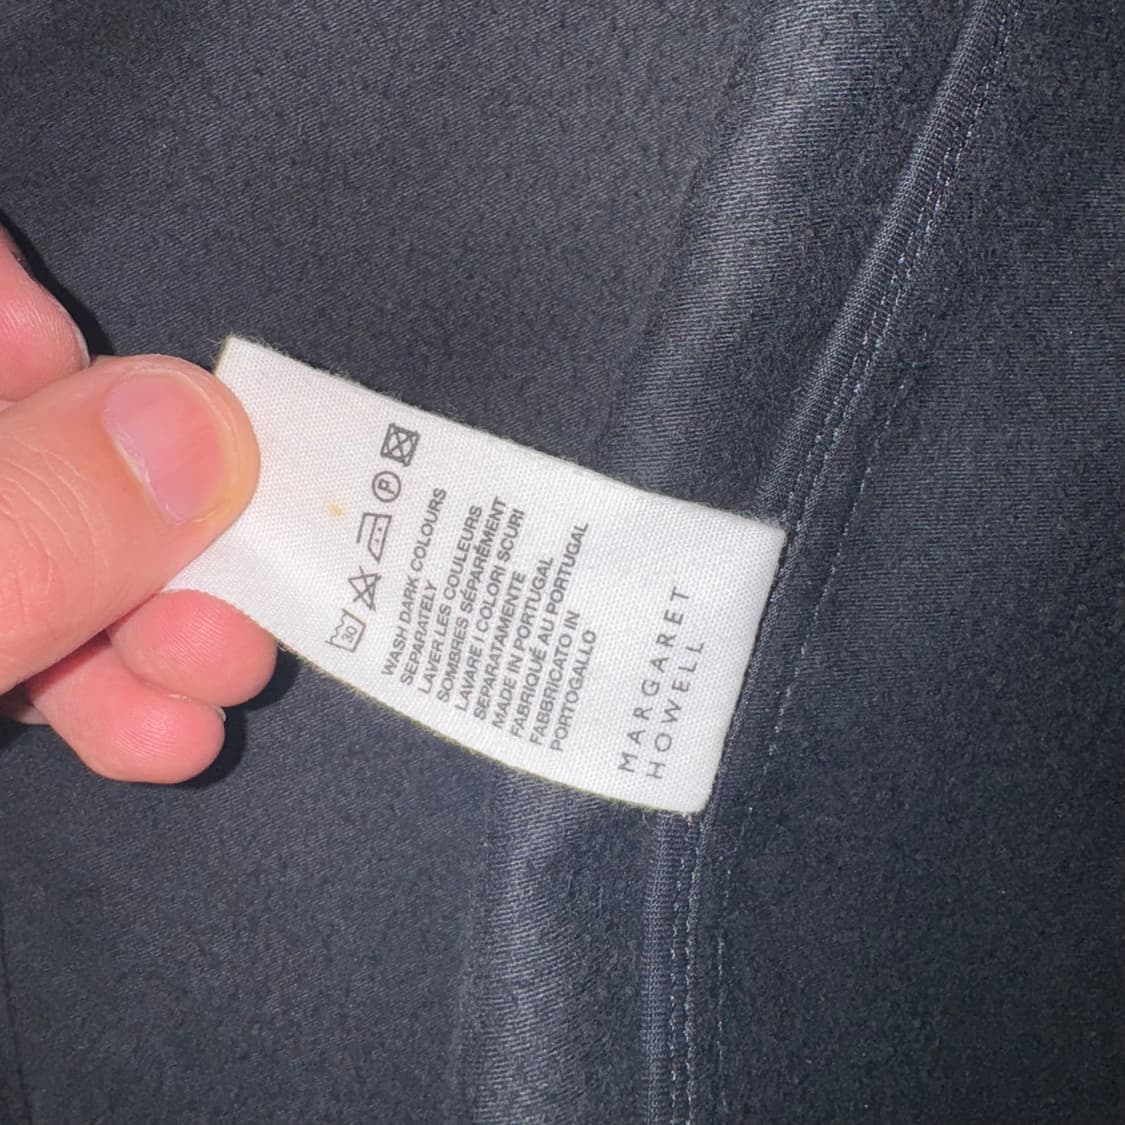 30 P
WASH DARK COLOURS
SEPARATELY
LAVER LES COULEURS
SOMBRES SÉPARÉMENT
LAVARE I COLORI SCURI
SEPARATAMENTE
MADE IN PORTUGAL
FABRIQUÉ AU PORTUGAL
FABBRICATO IN
PORTOGALLO
MARGARET
HOWELL